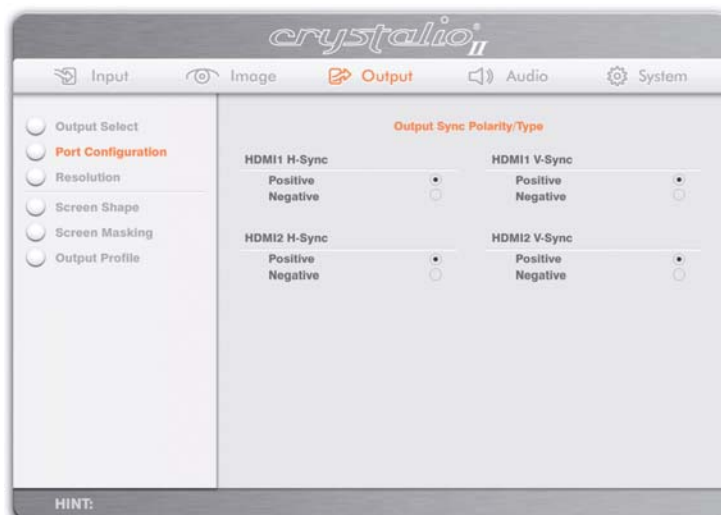 crystalio® II
Input Image Output Audio System
Output Select
Port Configuration
Resolution
Screen Shape
Screen Masking
Output Profile
Output Sync Polarity/Type
HDMI1 H-Sync
Positive
Negative
HDMI1 V-Sync
Positive
Negative
HDMI2 H-Sync
Positive
Negative
HDMI2 V-Sync
Positive
Negative
HINT: